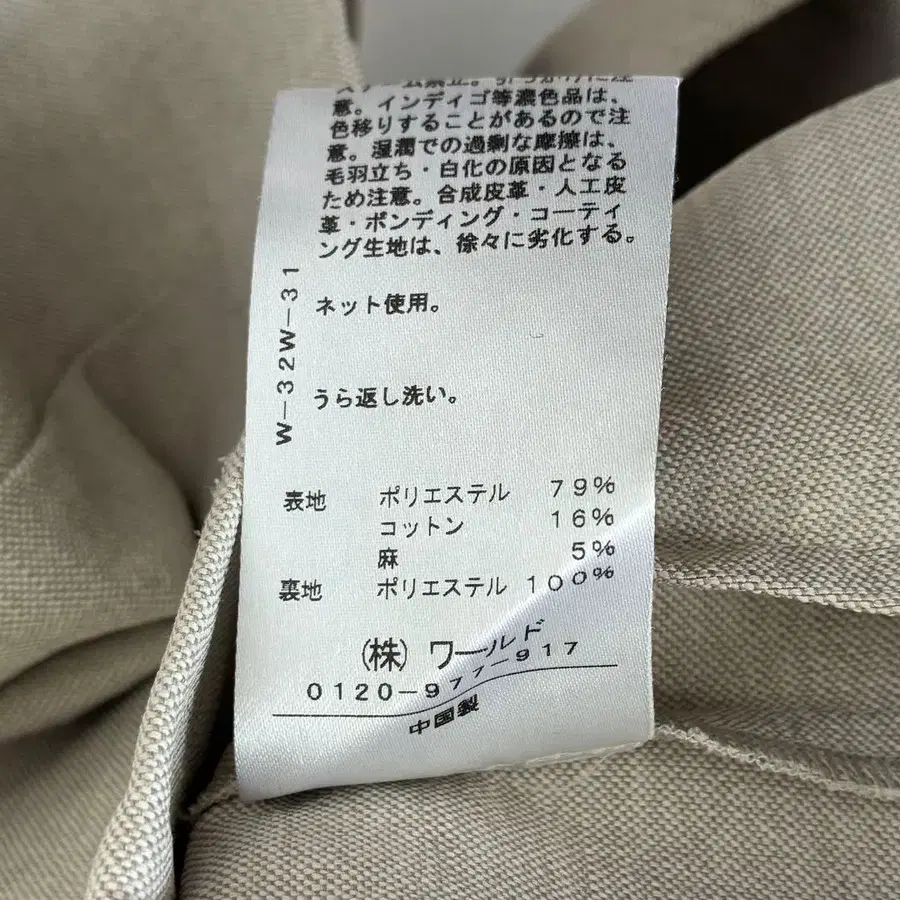 意。インディゴ等濃色品は、
色移りすることがあるので注
意。湿潤での過剰な摩擦は、
毛羽立ち・白化の原因となる
ため注意。合成皮革・人工皮
革・ボンディング・コーティ
ング生地は、徐々に劣化する。
W-32W-31
ネット使用。
うら返し洗い。
表地 ポリエステル 79%
コットン 16%
麻 5%
裏地 ポリエステル 100%
(株)ワールド
0120-977-917
中国製